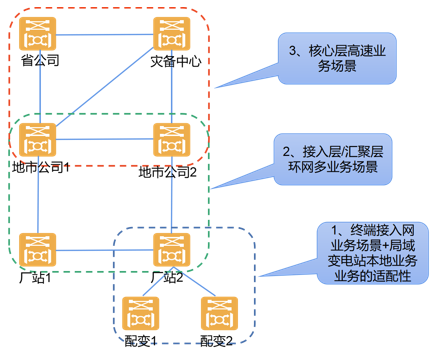 省公司
灾备中心
3、核心层高速业
务场景
地市公司1
地市公司2
2、接入层/汇聚层
环网多业务场景
厂站1
厂站2
1、终端接入网
业务场景+局域
变电站本地业务
业务的适配性
配变1
配变2